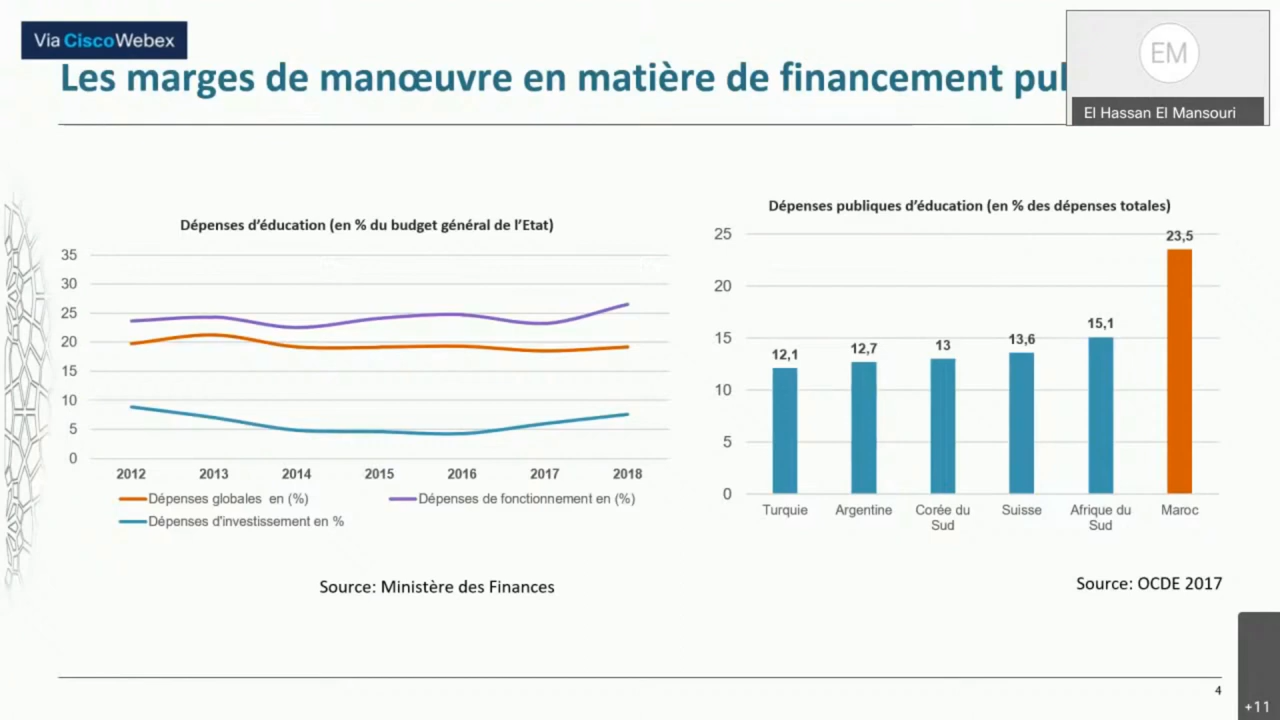 Via CiscoWebex
Les marges de manœuvre en matière de financement
EM
El Hassan El Mansouri
Dépenses d'éducation (en % du budget général de l'Etat)
35
30
25
20
15
10
5
0
2012 2013 2014 2015 2016 2017 2018
Dépenses globales en (%) Dépenses de fonctionnement en (%)
Dépenses d'investissement en %
Source: Ministère des Finances
Dépenses publiques d'éducation (en % des dépenses totales)
25
20
15
10
5
0
12,1 12,7 13 13,6 15,1 23,5
Turquie Argentine Corée du Sud Suisse Afrique du Sud Maroc
Source: OCDE 2017
4
+11